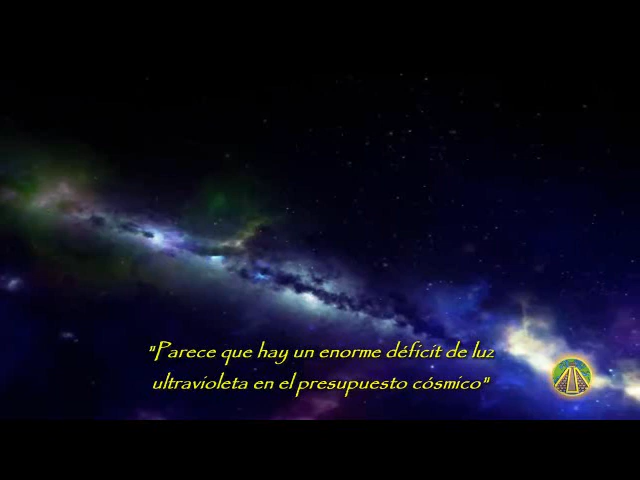 "Parece que hay un enorme déficit de luz
ultravioleta en el presupuesto cósmico"